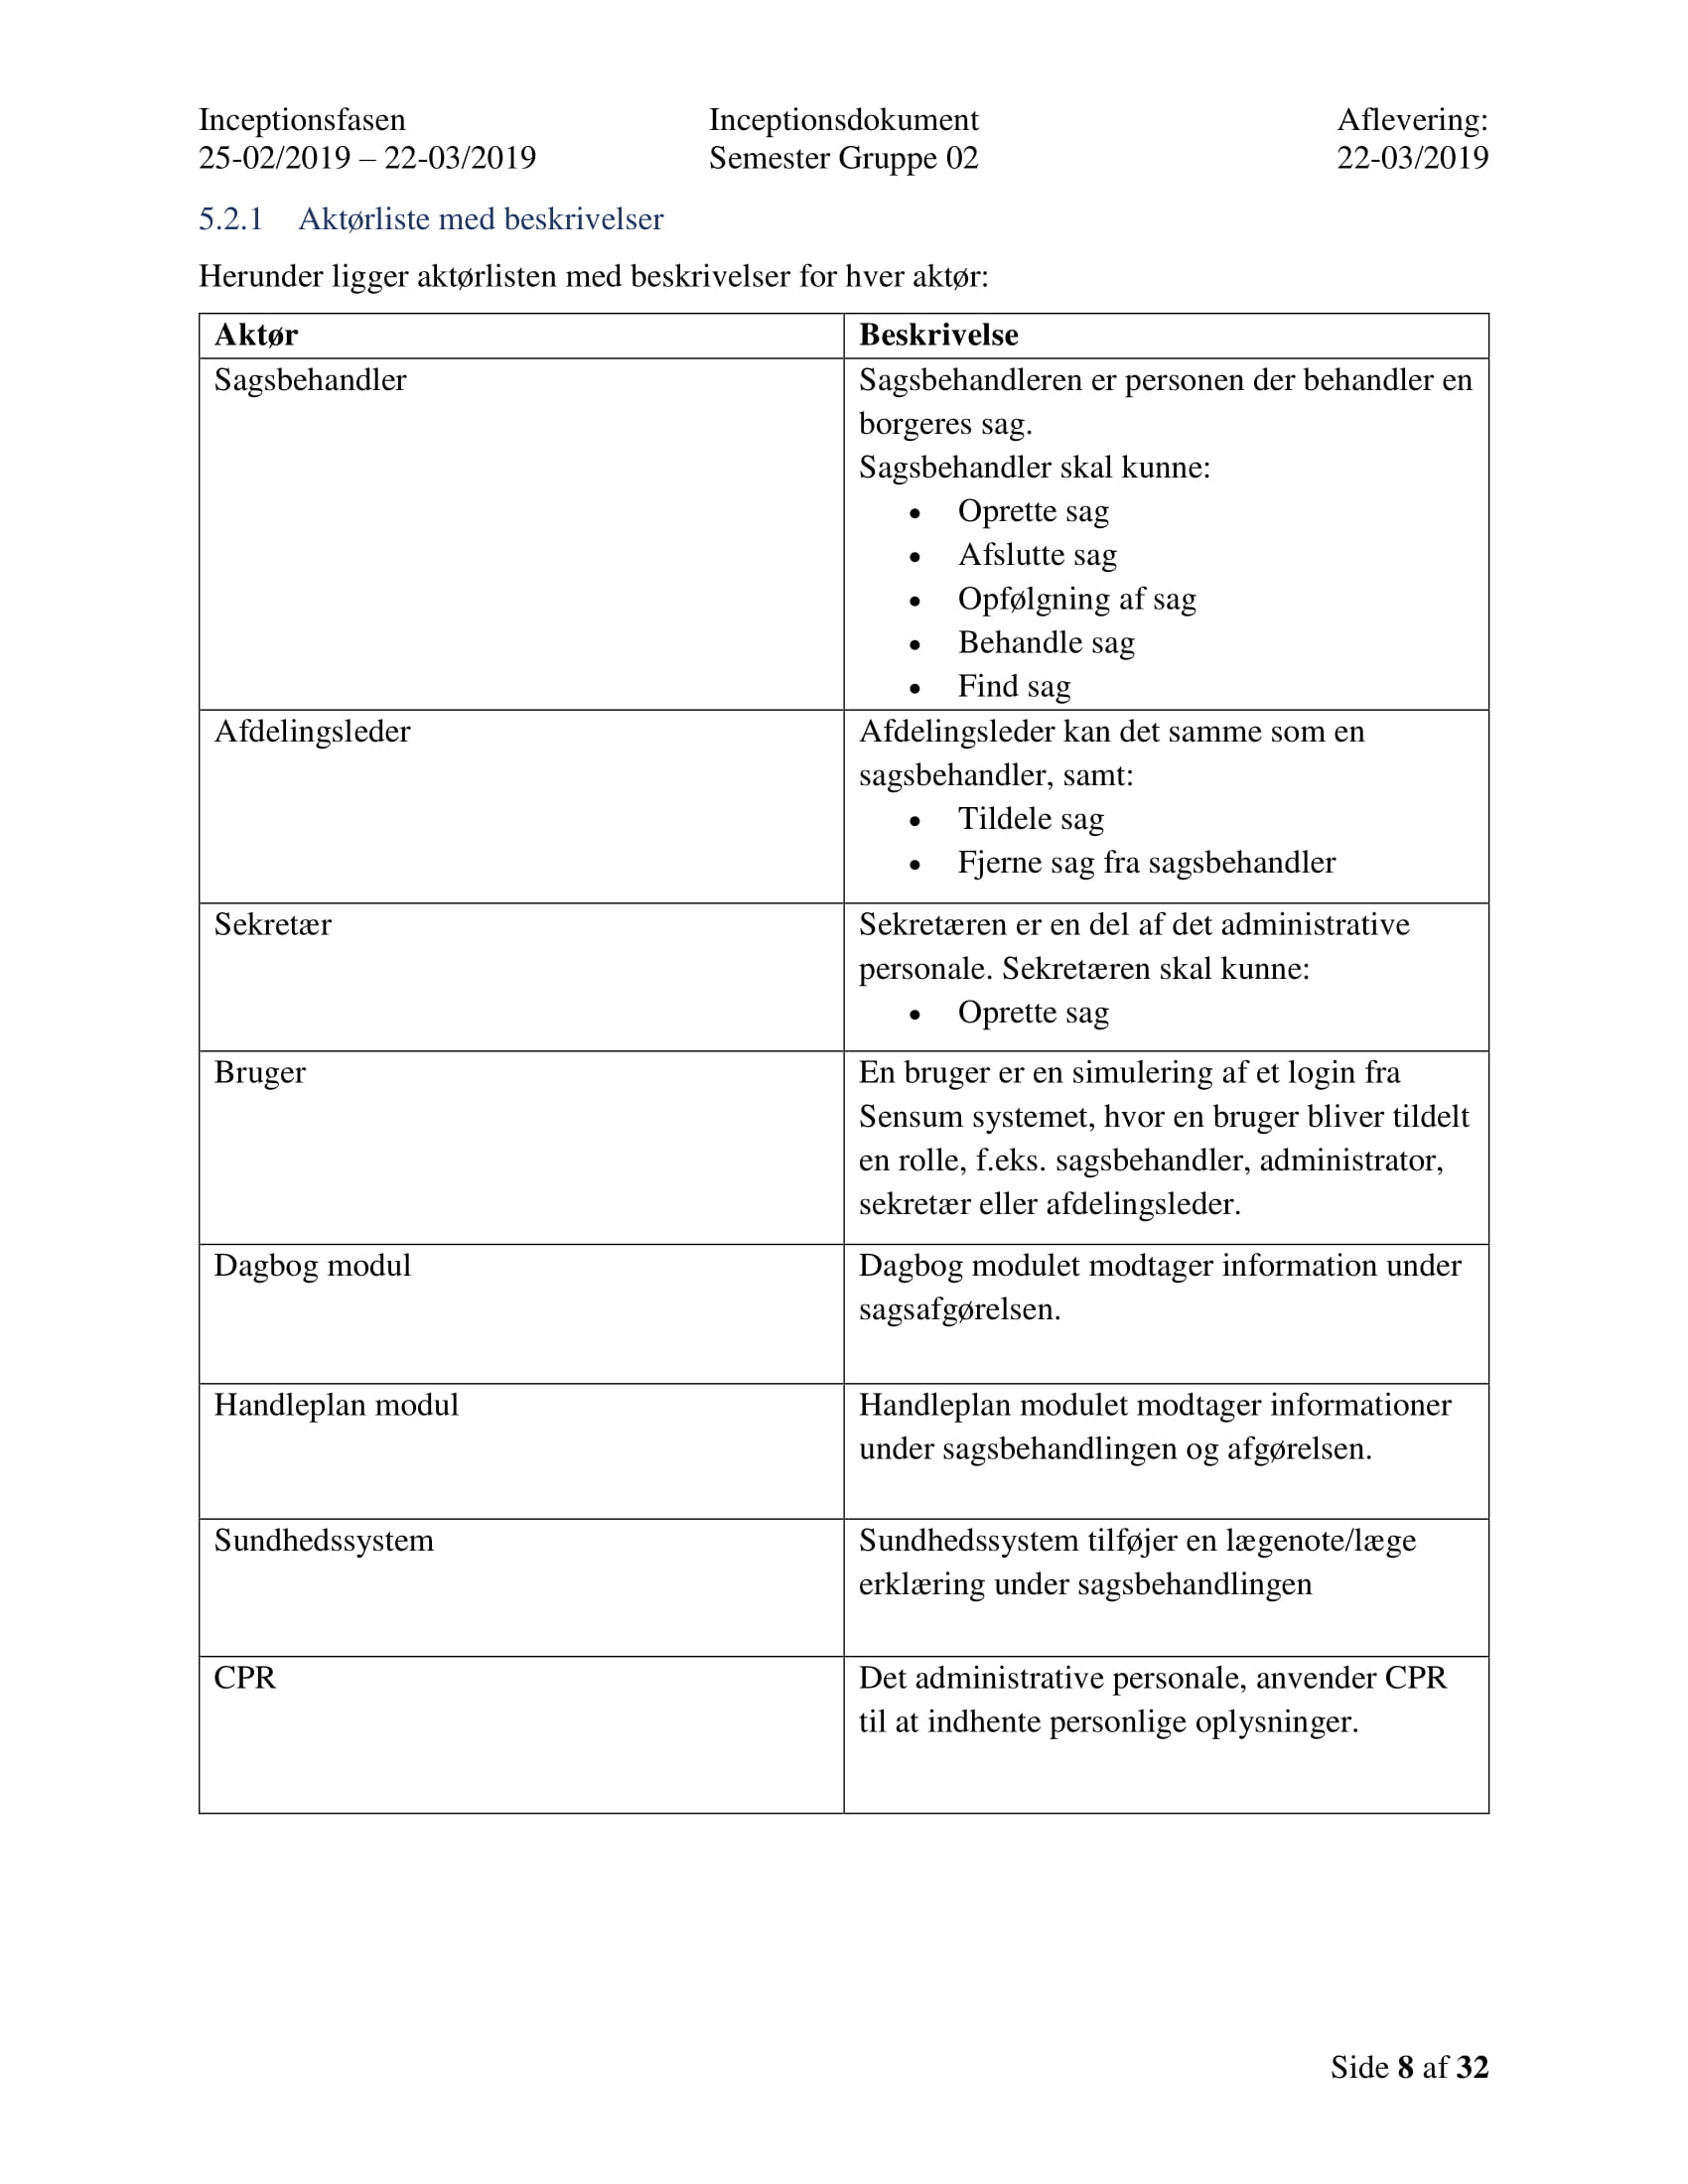 Inceptionsfasen Inceptionsdokument Aflevering:
25-02/2019 – 22-03/2019 Semester Gruppe 02 22-03/2019
5.2.1 Aktørliste med beskrivelser
Herunder ligger aktørlisten med beskrivelser for hver aktør:
Aktør Beskrivelse
Sagsbehandler Sagsbehandleren er personen der behandler en
borgeres sag.
Sagsbehandler skal kunne:
• Oprette sag
• Afslutte sag
• Opfølgning af sag
• Behandle sag
• Find sag
Afdelingsleder Afdelingsleder kan det samme som en
sagsbehandler, samt:
• Tildele sag
• Fjerne sag fra sagsbehandler
Sekretær Sekretæren er en del af det administrative
personale. Sekretæren skal kunne:
• Oprette sag
Bruger En bruger er en simulering af et login fra
Sensum systemet, hvor en bruger bliver tildelt
en rolle, f.eks. sagsbehandler, administrator,
sekretær eller afdelingsleder.
Dagbog modul Dagbog modulet modtager information under
sagsafgørelsen.
Handleplan modul Handleplan modulet modtager informationer
under sagsbehandlingen og afgørelsen.
Sundhedssystem Sundhedssystem tilføjer en lægenote/læge
erklæring under sagsbehandlingen
CPR Det administrative personale, anvender CPR
til at indhente personlige oplysninger.
Side 8 af 32